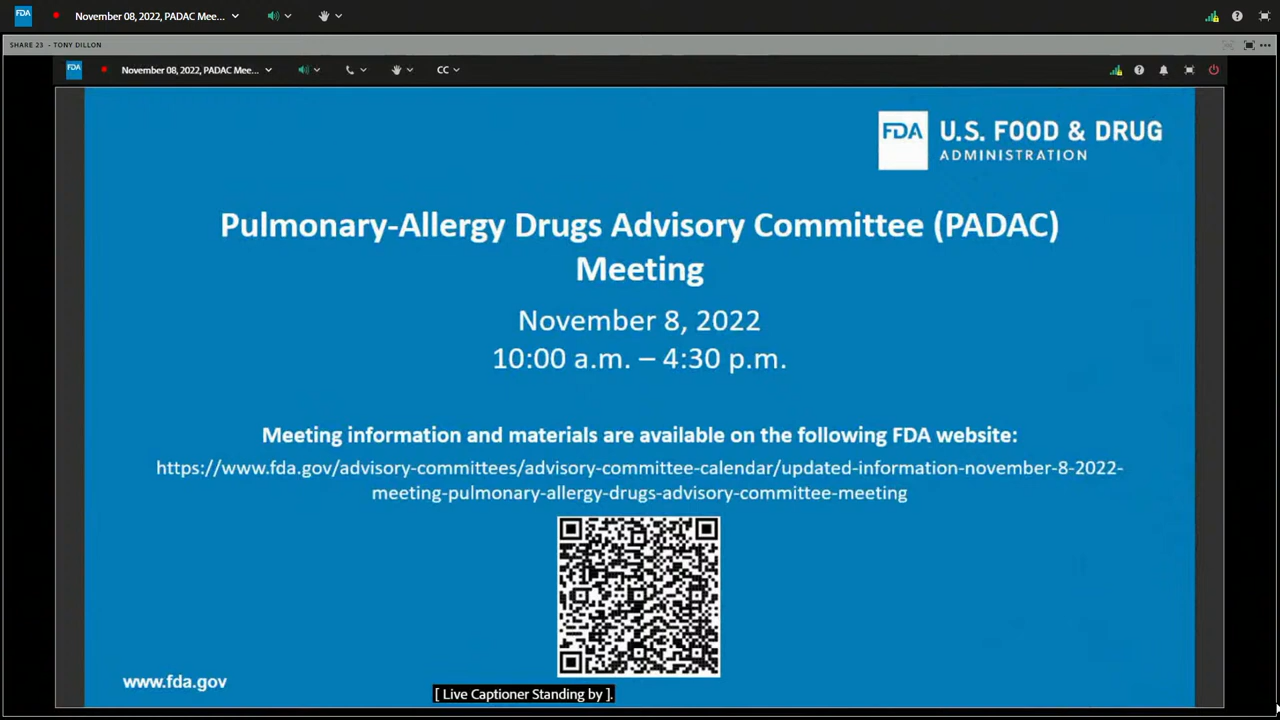 FDA
November 08, 2022, PADAC Mee...
SHARE 23 - TONY DILLON
FDA
November 08, 2022, PADAC Mee...
CC
FDA
U.S. FOOD & DRUG
ADMINISTRATION
Pulmonary-Allergy Drugs Advisory Committee (PADAC)
Meeting
November 8, 2022
10:00 a.m. – 4:30 p.m.
Meeting information and materials are available on the following FDA website:
https://www.fda.gov/advisory-committees/advisory-committee-calendar/updated-information-november-8-2022-
meeting-pulmonary-allergy-drugs-advisory-committee-meeting
www.fda.gov
[ Live Captioner Standing by ].